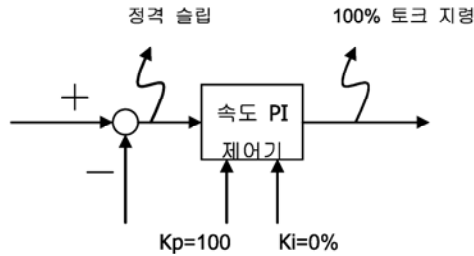 정격 슬립
100% 토크 지령
+
속도 PI
제어기
—
Kp=100
Ki=0%